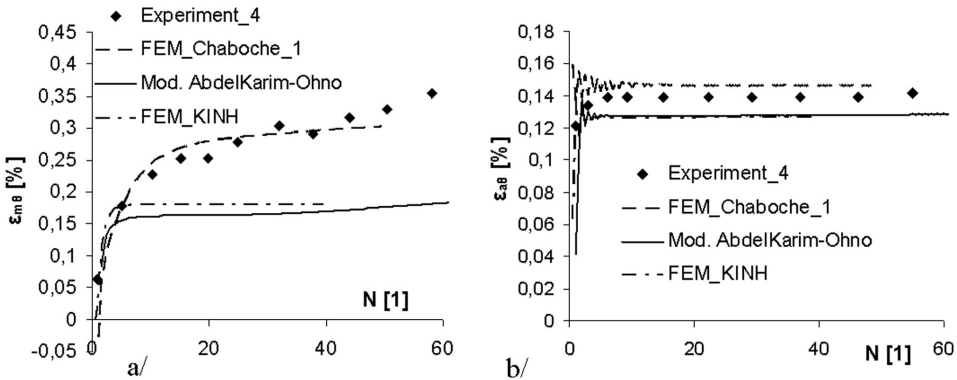 0,45
0,4
0,35
0,3
0,25
0,2
0,15
0,1
0,05
0
-0,05
εmθ [%]
Experiment_4
FEM_Chaboche_1
Mod. AbdelKarim-Ohno
FEM_KINH
N [1]
0
20
40
60
a/
0,18
0,16
0,14
0,12
0,1
0,08
0,06
0,04
0,02
0
εaθ [%]
Experiment_4
FEM_Chaboche_1
Mod. AbdelKarim-Ohno
FEM_KINH
0
20
40
60
N [1]
b/